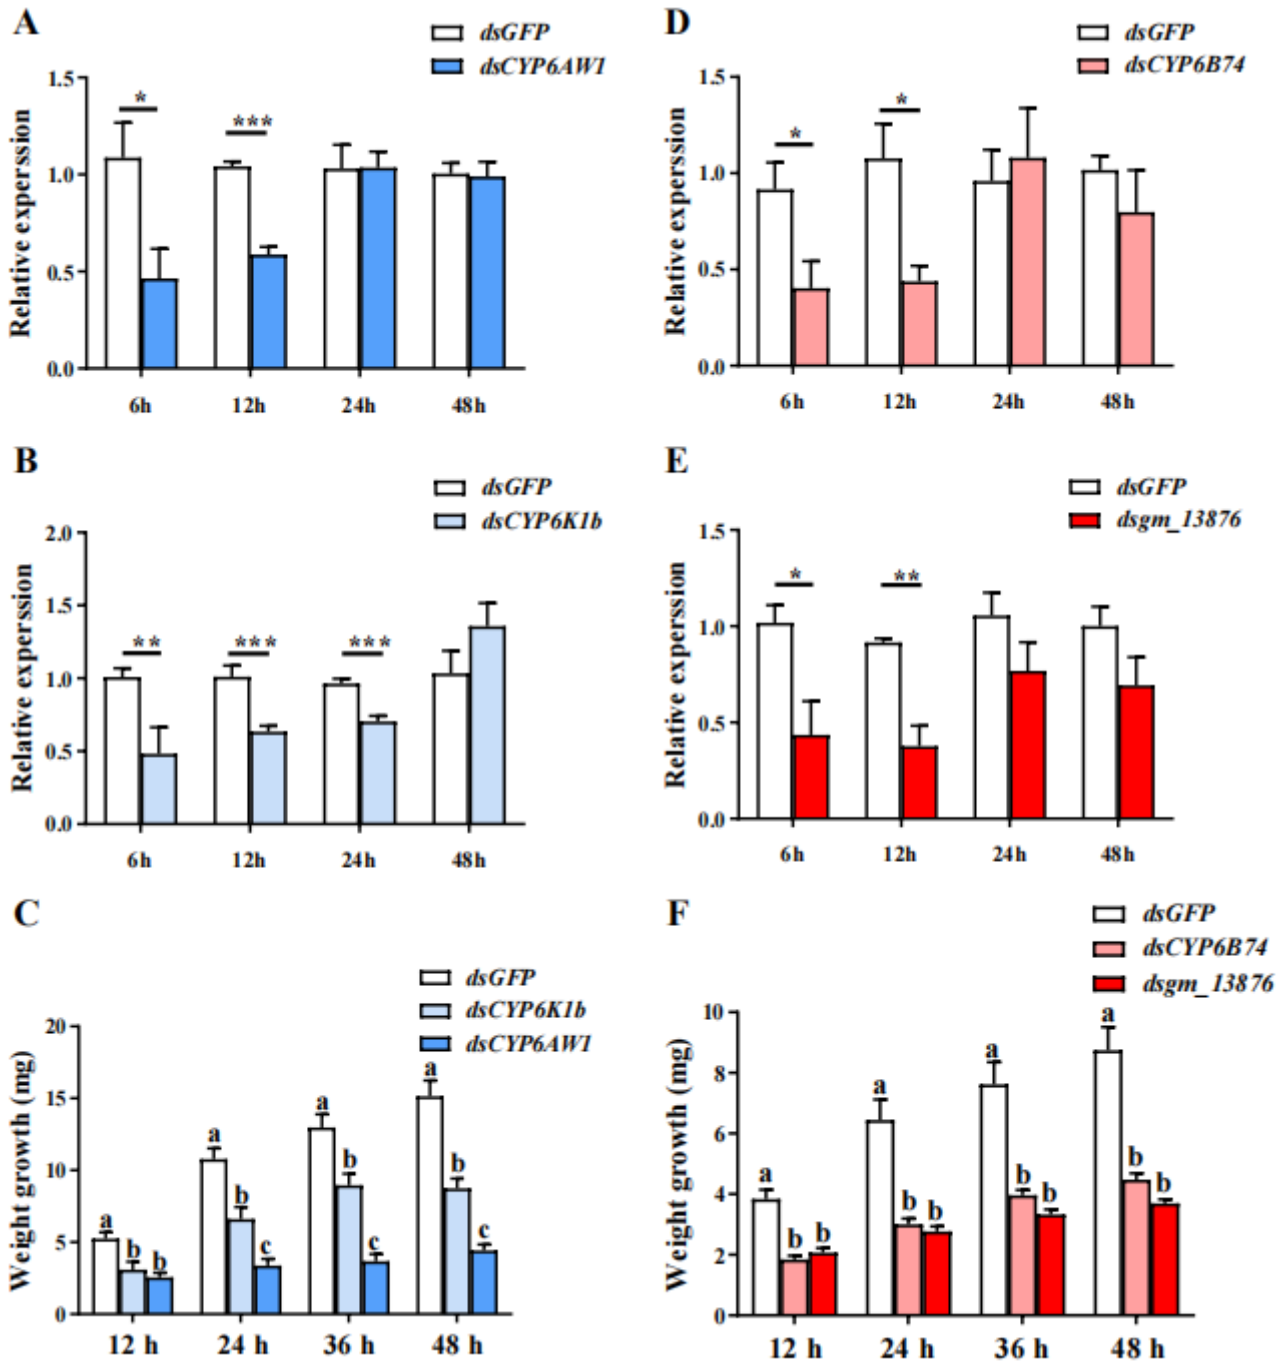 A
dsGFP
dsCYP6AW1
Relative experssion
1.5
1.0
0.5
0.0
*
***
6h 12h 24h 48h
D
dsGFP
dsCYP6B74
Relative experssion
1.5
1.0
0.5
0.0
*
*
6h 12h 24h 48h
B
dsGFP
dsCYP6K1b
Relative experssion
2.0
1.5
1.0
0.5
0.0
**
***
***
6h 12h 24h 48h
E
dsGFP
dsgm_13876
Relative experssion
1.5
1.0
0.5
0.0
*
**
6h 12h 24h 48h
C
dsGFP
dsCYP6K1b
dsCYP6AW1
Weight growth (mg)
20
15
10
5
0
a b b
a b c
a b c
a b c
12 h 24 h 36 h 48 h
F
dsGFP
dsCYP6B74
dsgm_13876
Weight growth (mg)
10
8
6
4
2
0
a b b
a b b
a b b
a b b
12 h 24 h 36 h 48 h